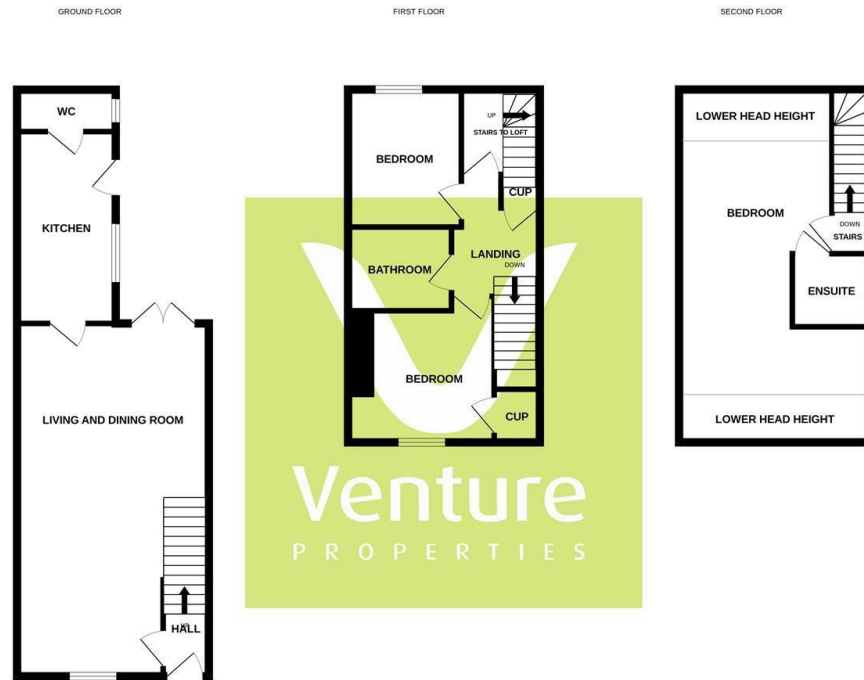 GROUND FLOOR
WC
KITCHEN
LIVING AND DINING ROOM
UP
HALL
FIRST FLOOR
BEDROOM
UP
STAIRS TO LOFT
CUP
BATHROOM
LANDING
DOWN
BEDROOM
CUP
Venture
PROPERTIES
SECOND FLOOR
LOWER HEAD HEIGHT
BEDROOM
DOWN
STAIRS
ENSUITE
LOWER HEAD HEIGHT